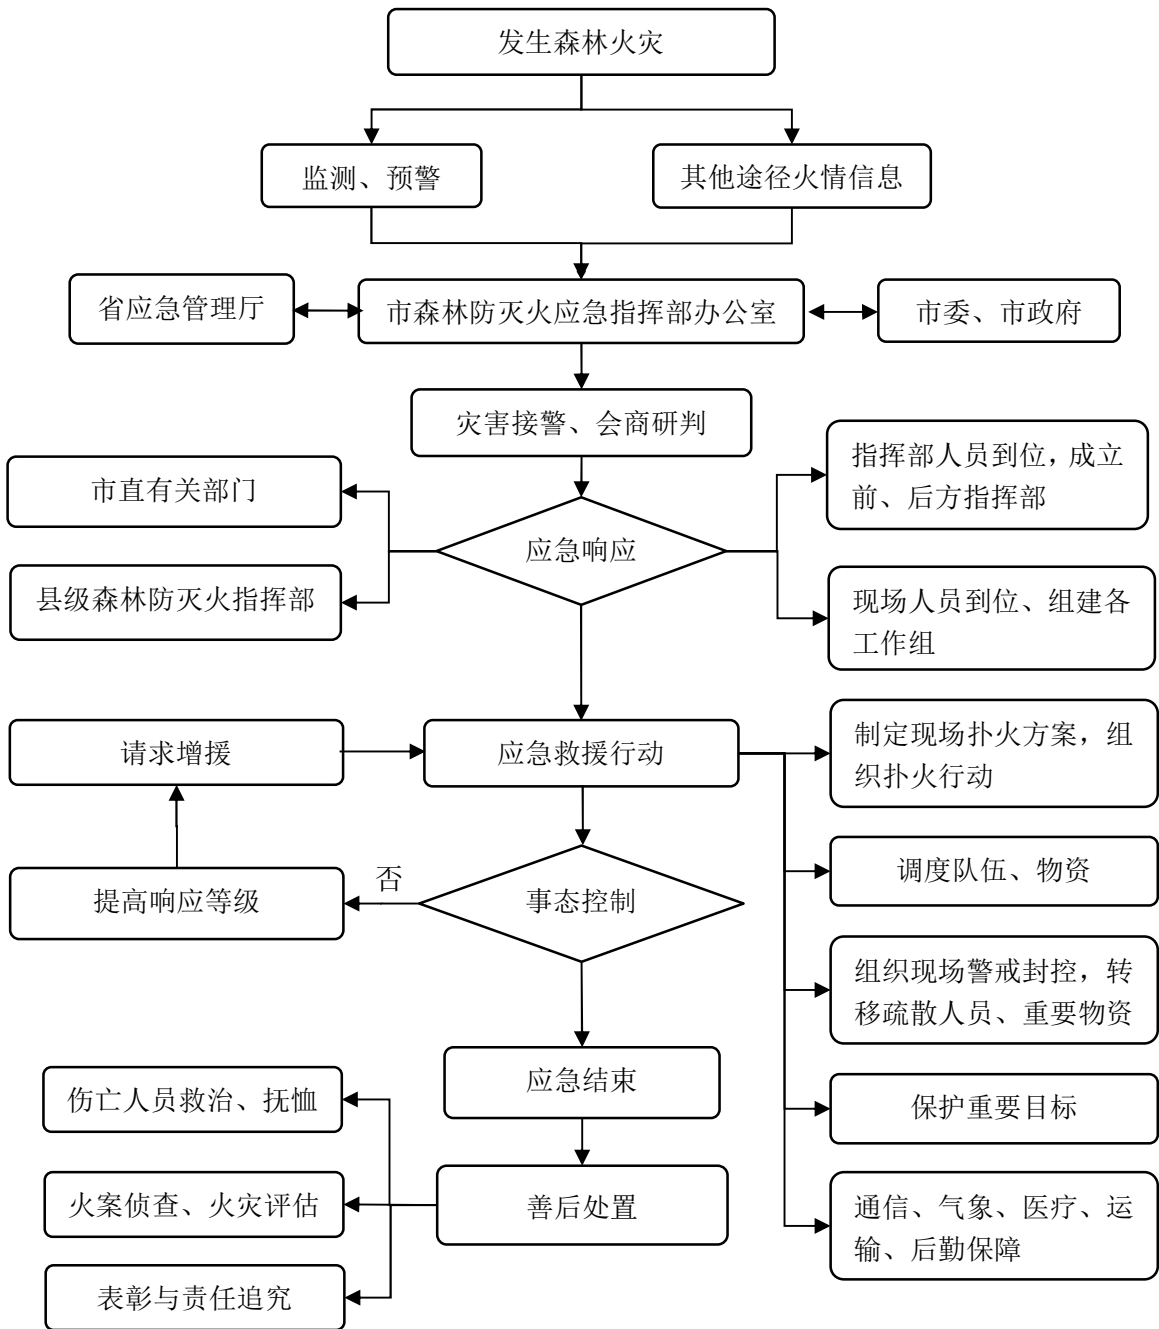 发生森林火灾
监测、预警
其他途径火情信息
省应急管理厅
市森林防灭火应急指挥部办公室
市委、市政府
灾害接警、会商研判
市直有关部门
指挥部人员到位，成立
前、后方指挥部
应急响应
县级森林防灭火指挥部
现场人员到位、组建各
工作组
请求增援
应急救援行动
制定现场扑火方案，组
织扑火行动
调度队伍、物资
否
提高响应等级
事态控制
组织现场警戒封控，转
移疏散人员、重要物资
应急结束
伤亡人员救治、抚恤
保护重要目标
火案侦查、火灾评估
善后处置
通信、气象、医疗、运
输、后勤保障
表彰与责任追究